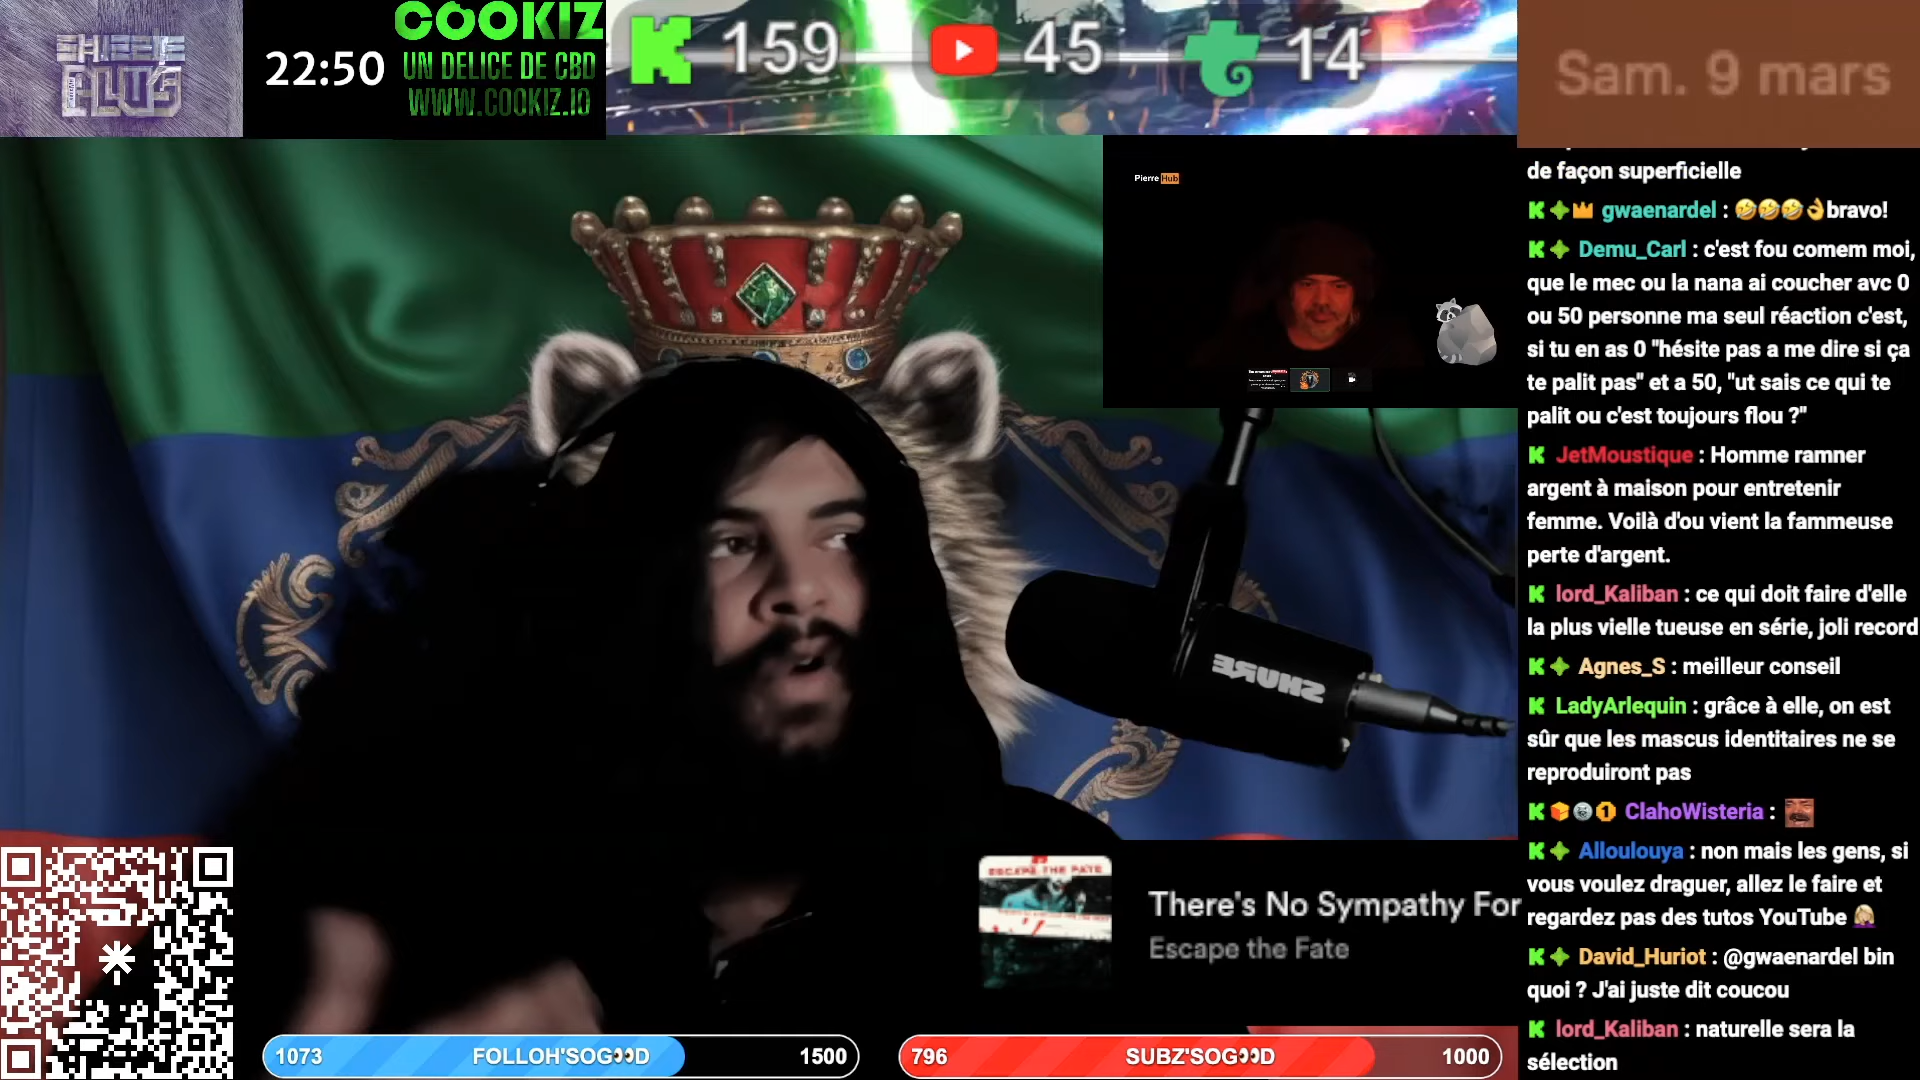 22:50
COOKIZ
UN DELICE DE CBD
WWW.COOKIZ.IO
159
45
14
Sam. 9 mars
Pierre Hub
SHURE
ESCAPE THE FATE
There's No Sympathy For
Escape the Fate
1073 FOLLOH'SOG👀D 1500
796 SUBZ'SOG👀D 1000
de façon superficielle
gwaenardel : 🤣🤣🤣👌bravo!
Demu_Carl : c'est fou comem moi,
que le mec ou la nana ai coucher avc 0
ou 50 personne ma seul réaction c'est,
si tu en as 0 "hésite pas a me dire si ça
te palit pas" et a 50, "ut sais ce qui te
palit ou c'est toujours flou ?"
JetMoustique : Homme ramner
argent à maison pour entretenir
femme. Voilà d'ou vient la fammeuse
perte d'argent.
lord_Kaliban : ce qui doit faire d'elle
la plus vielle tueuse en série, joli record
Agnes_S : meilleur conseil
LadyArlequin : grâce à elle, on est
sûr que les mascus identitaires ne se
reproduiront pas
ClahoWisteria :
Alloulouya : non mais les gens, si
vous voulez draguer, allez le faire et
regardez pas des tutos YouTube 🤦🏼‍♀️
David_Huriot : @gwaenardel bin
quoi ? J'ai juste dit coucou
lord_Kaliban : naturelle sera la
sélection